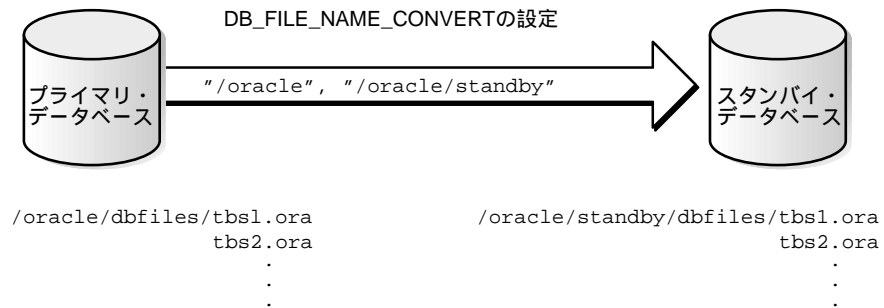 DB_FILE_NAME_CONVERTの設定
プライマリ・
データベース
"/oracle", "/oracle/standby"
スタンバイ・
データベース
/oracle/dbfiles/tbs1.ora
tbs2.ora
.
.
.
/oracle/standby/dbfiles/tbs1.ora
tbs2.ora
.
.
.